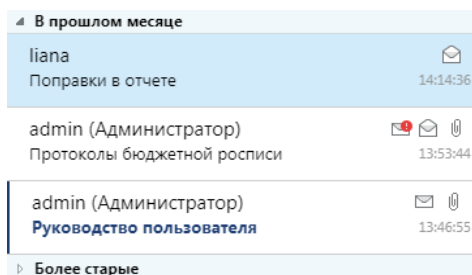 В прошлом месяце
liana
Поправки в отчете
14:14:36
admin (Администратор)
Протоколы бюджетной росписи
13:53:44
admin (Администратор)
Руководство пользователя
13:46:55
Более старые